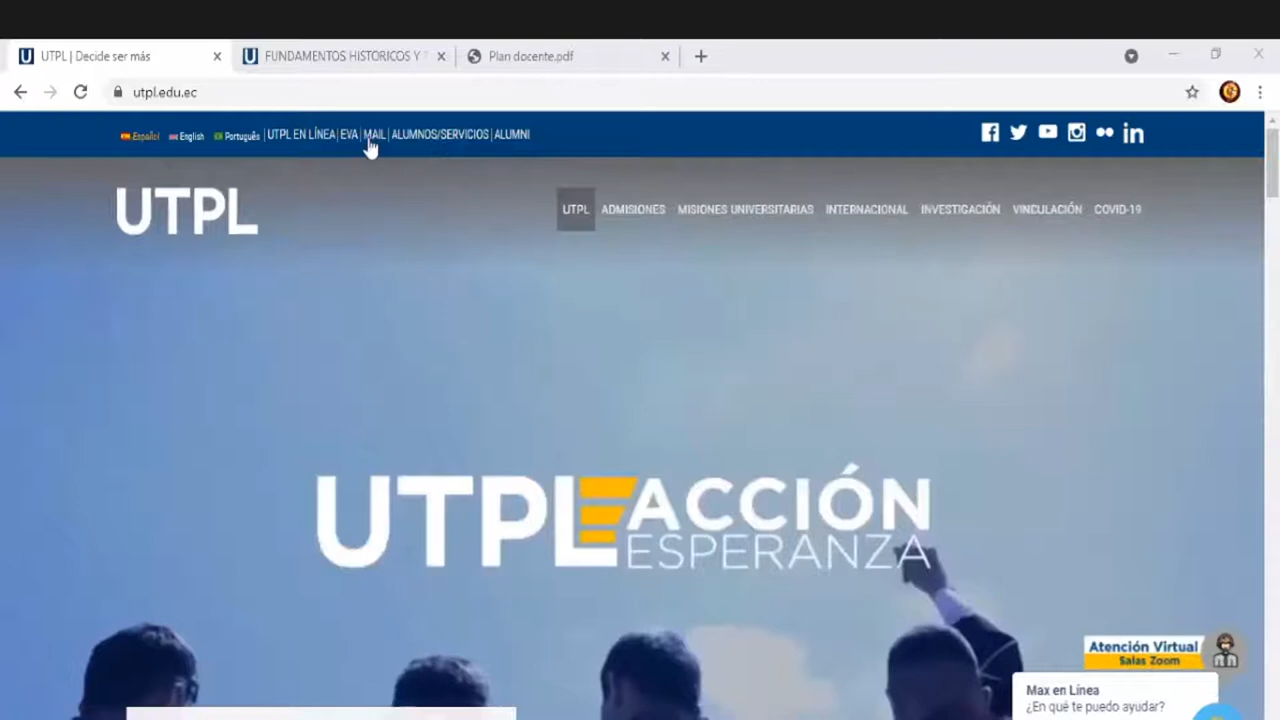 UTPL | Decide ser más
FUNDAMENTOS HISTORICOS Y
Plan docente.pdf
utpl.edu.ec
Español English Português | UTPL EN LÍNEA | EVA | MAIL | ALUMNOS/SERVICIOS | ALUMNI
UTPL
UTPL ADMISIONES MISIONES UNIVERSITARIAS INTERNACIONAL INVESTIGACIÓN VINCULACIÓN COVID-19
UTPL ACCIÓN
ESPERANZA
Atención Virtual
Salas Zoom
Max en Línea
¿En qué te puedo ayudar?